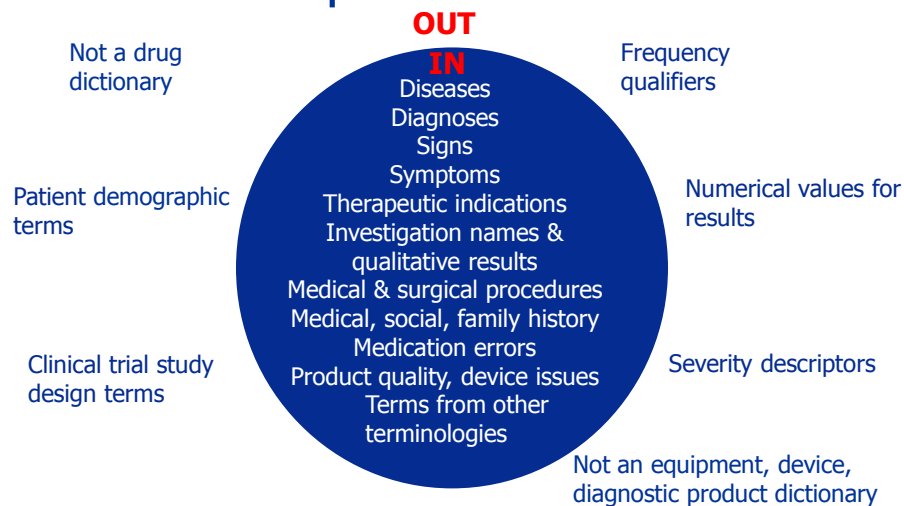 OUT
IN
Not a drug
dictionary
Frequency
qualifiers
Diseases
Diagnoses
Signs
Symptoms
Therapeutic indications
Investigation names &
qualitative results
Medical & surgical procedures
Medical, social, family history
Medication errors
Product quality, device issues
Terms from other
terminologies
Patient demographic
terms
Numerical values for
results
Clinical trial study
design terms
Severity descriptors
Not an equipment, device,
diagnostic product dictionary